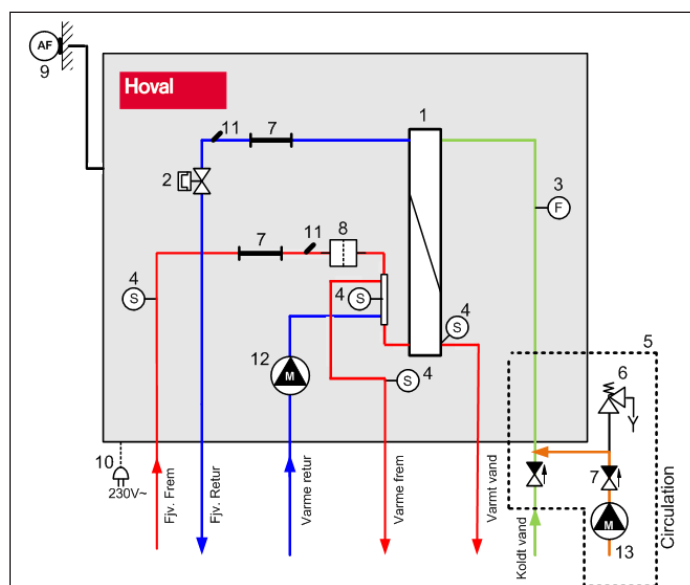 AF
9
Hoval
1
11
7
2
3
F
7
11
8
4
S
4
S
4
S
12
M
S
4
5
6
10
230V~
7
M
13
Fjv. Frem
Fjv. Retur
Varme retur
Varme frem
Varmt vand
Koldt vand
Circulation